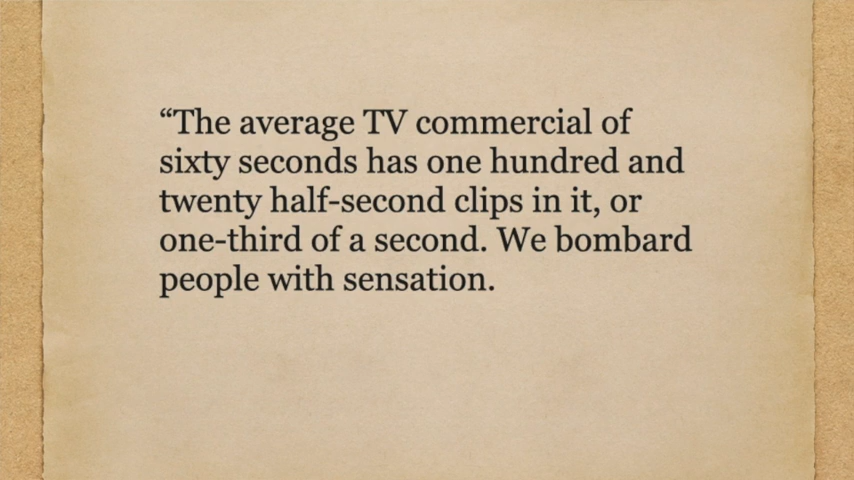 “The average TV commercial of
sixty seconds has one hundred and
twenty half-second clips in it, or
one-third of a second. We bombard
people with sensation.